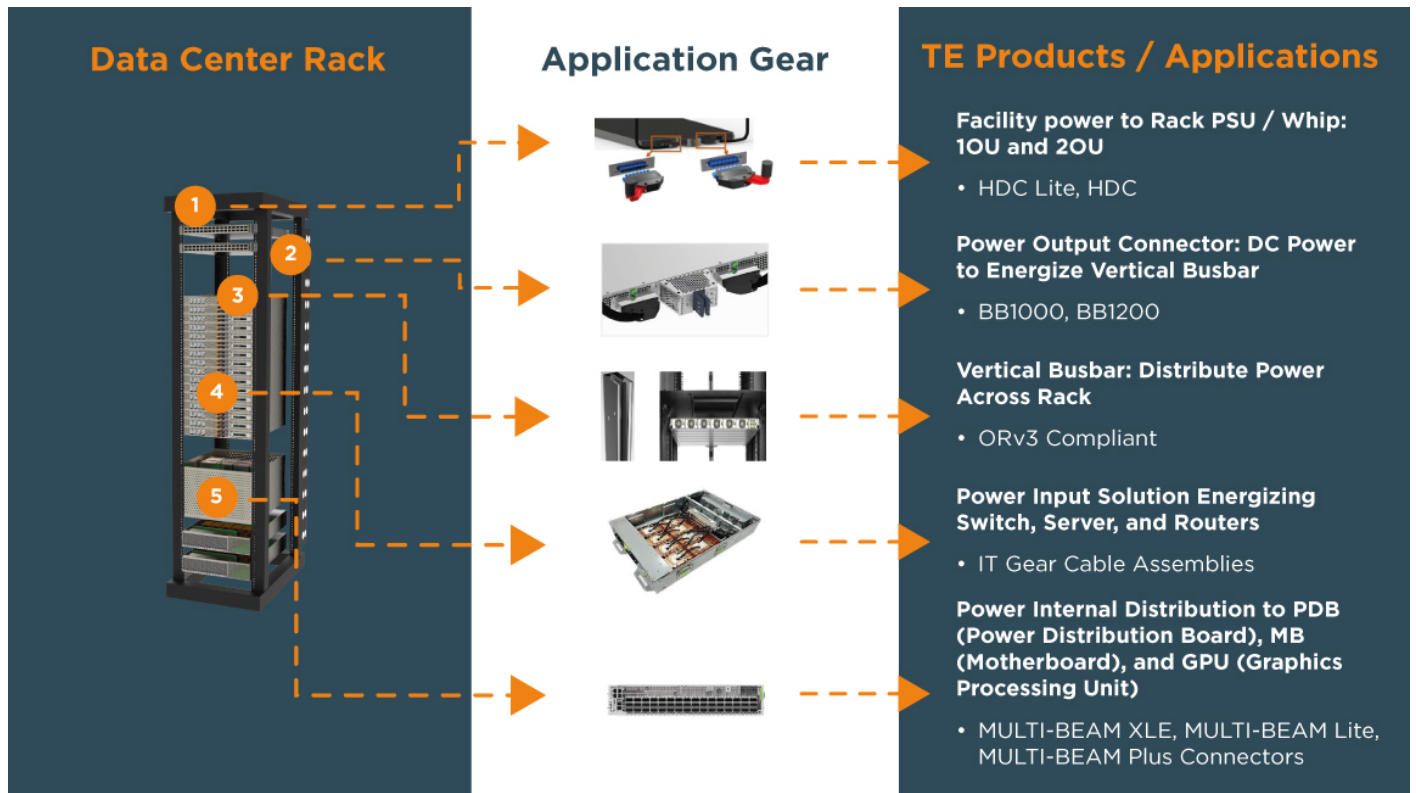 Data Center Rack
Application Gear
TE Products / Applications
1
2
3
4
5
Facility power to Rack PSU / Whip:
1OU and 2OU
• HDC Lite, HDC
Power Output Connector: DC Power
to Energize Vertical Busbar
• BB1000, BB1200
Vertical Busbar: Distribute Power
Across Rack
• ORv3 Compliant
Power Input Solution Energizing
Switch, Server, and Routers
• IT Gear Cable Assemblies
Power Internal Distribution to PDB
(Power Distribution Board), MB
(Motherboard), and GPU (Graphics
Processing Unit)
• MULTI-BEAM XLE, MULTI-BEAM Lite,
MULTI-BEAM Plus Connectors